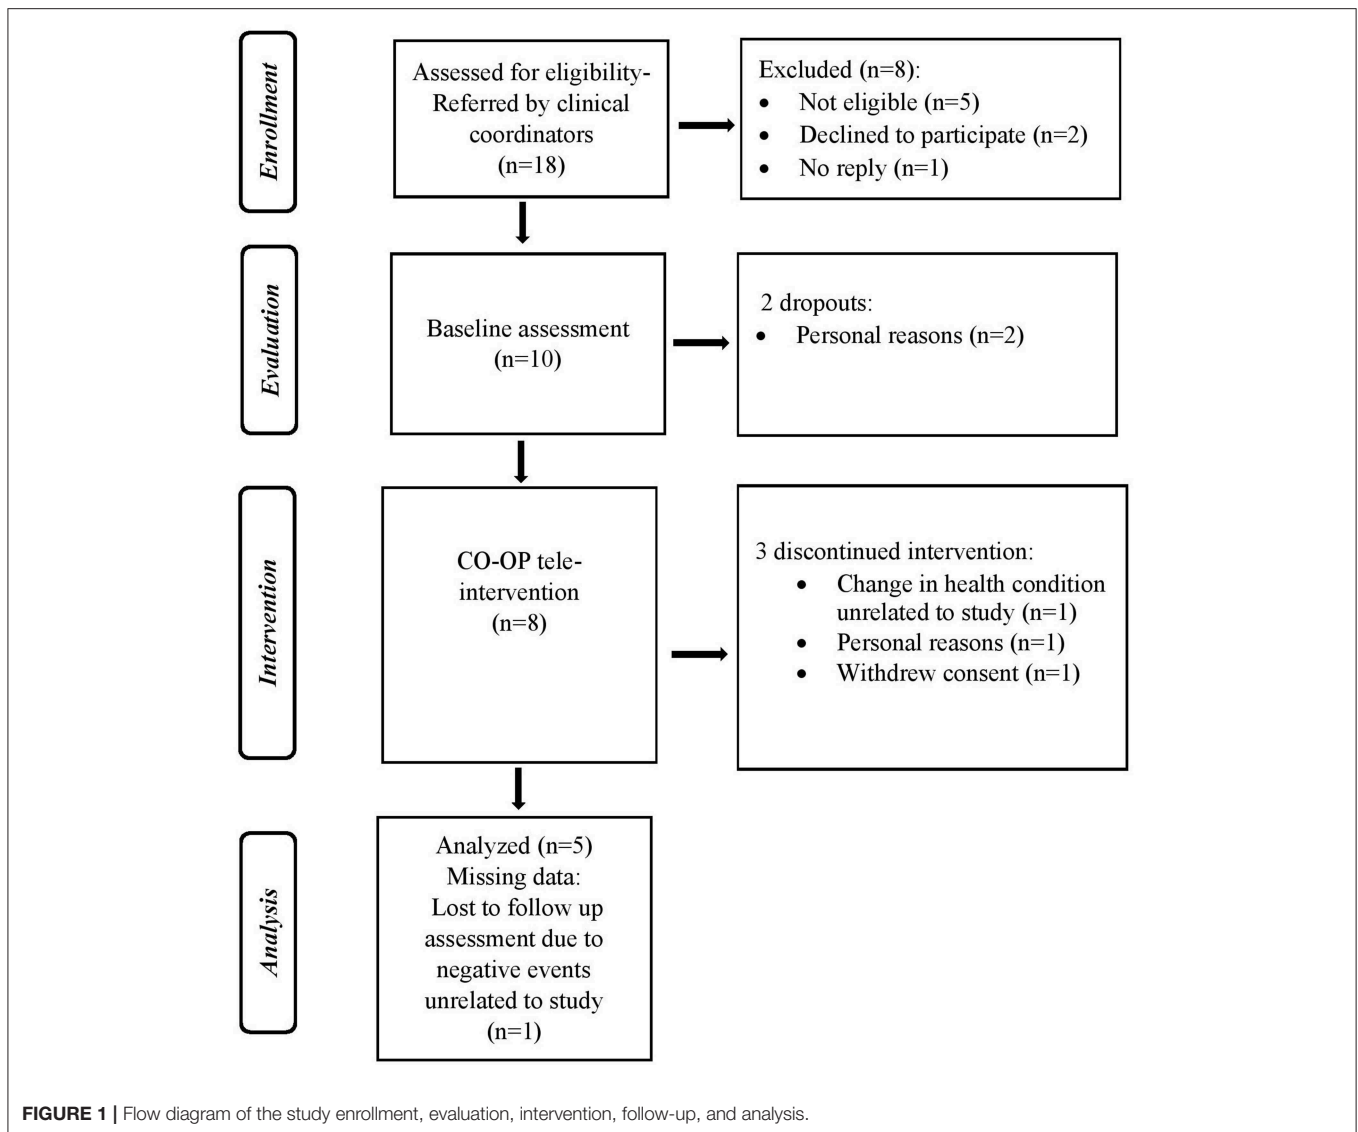 Enrollment
Assessed for eligibility-
Referred by clinical
coordinators
(n=18)
Excluded (n=8):
• Not eligible (n=5)
• Declined to participate (n=2)
• No reply (n=1)
Evaluation
Baseline assessment
(n=10)
2 dropouts:
• Personal reasons (n=2)
Intervention
CO-OP tele-
intervention
(n=8)
3 discontinued intervention:
• Change in health condition
unrelated to study (n=1)
• Personal reasons (n=1)
• Withdrew consent (n=1)
Analysis
Analyzed (n=5)
Missing data:
Lost to follow up
assessment due to
negative events
unrelated to study
(n=1)
FIGURE 1 | Flow diagram of the study enrollment, evaluation, intervention, follow-up, and analysis.